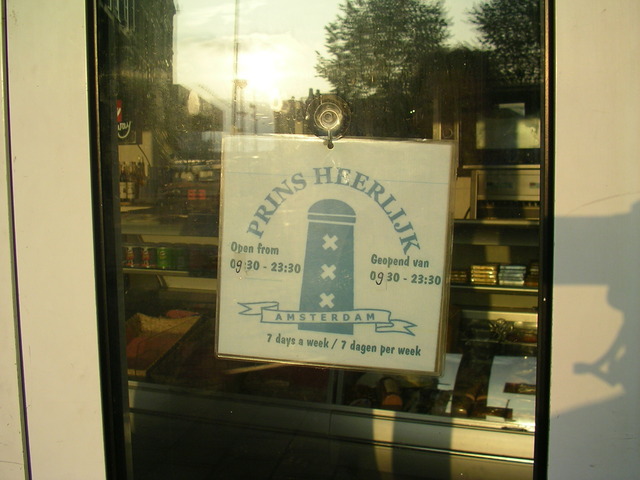 PRINS HEERLIJK
Open from
09 30 - 23:30
Geopend van
09 30 - 23:30
AMSTERDAM
7 days a week / 7 dagen per week